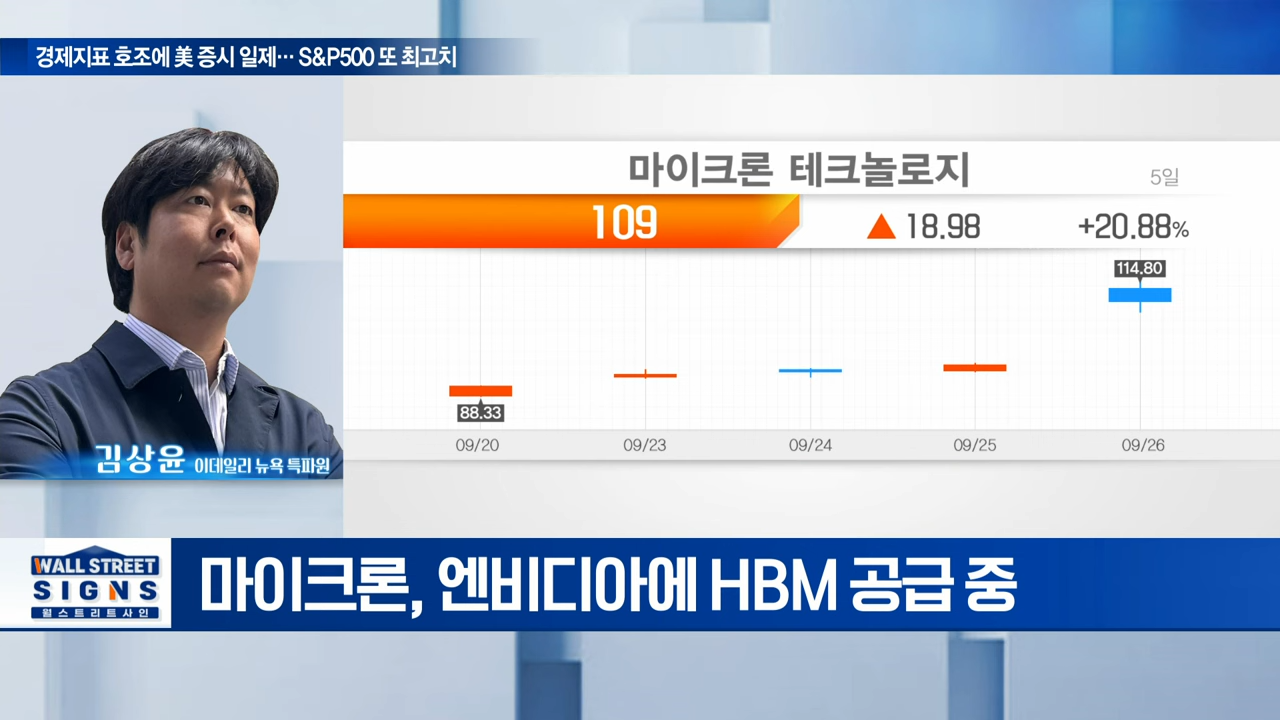 경제지표 호조에 美 증시 일제… S&P500 또 최고치
마이크론 테크놀로지
5일
109 ▲ 18.98 +20.88%
114.80
88.33
09/20 09/23 09/24 09/25 09/26
김상윤 이데일리 뉴욕 특파원
WALL STREET
SIGNS
월스트리트사인
마이크론, 엔비디아에 HBM 공급 중